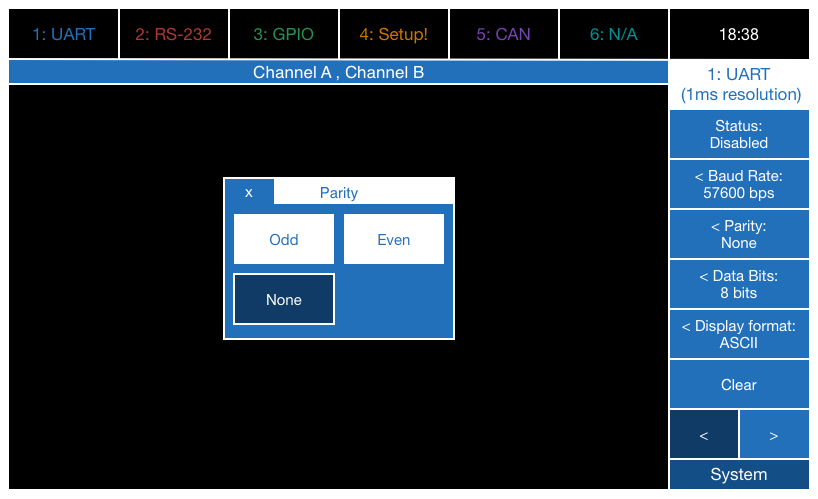 1: UART
2: RS-232
3: GPIO
4: Setup!
5: CAN
6: N/A
18:38
Channel A , Channel B
1: UART
(1ms resolution)
Status:
Disabled
< Baud Rate:
57600 bps
< Parity:
None
< Data Bits:
8 bits
< Display format:
ASCII
Clear
<
>
System
x
Parity
Odd
Even
None